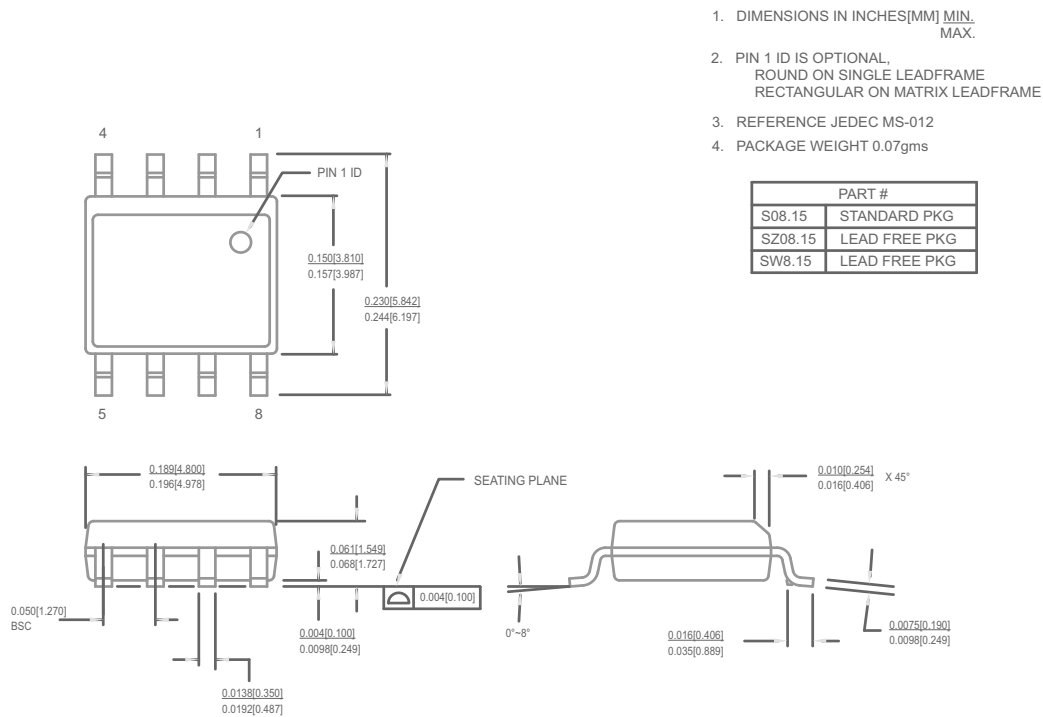 1. DIMENSIONS IN INCHES[MM] MIN.
MAX.
2. PIN 1 ID IS OPTIONAL,
ROUND ON SINGLE LEADFRAME
RECTANGULAR ON MATRIX LEADFRAME
3. REFERENCE JEDEC MS-012
4. PACKAGE WEIGHT 0.07gms
PART #
S08.15 STANDARD PKG
SZ08.15 LEAD FREE PKG
SW8.15 LEAD FREE PKG
4 1
PIN 1 ID
0.150[3.810]
0.157[3.987]
0.230[5.842]
0.244[6.197]
5 8
0.189[4.800]
0.196[4.978]
SEATING PLANE
0.010[0.254]
0.016[0.406] X 45°
0.061[1.549]
0.068[1.727]
0.004[0.100]
0.050[1.270]
BSC
0.004[0.100]
0.0098[0.249]
0°~8°
0.016[0.406]
0.035[0.889]
0.0075[0.190]
0.0098[0.249]
0.0138[0.350]
0.0192[0.487]